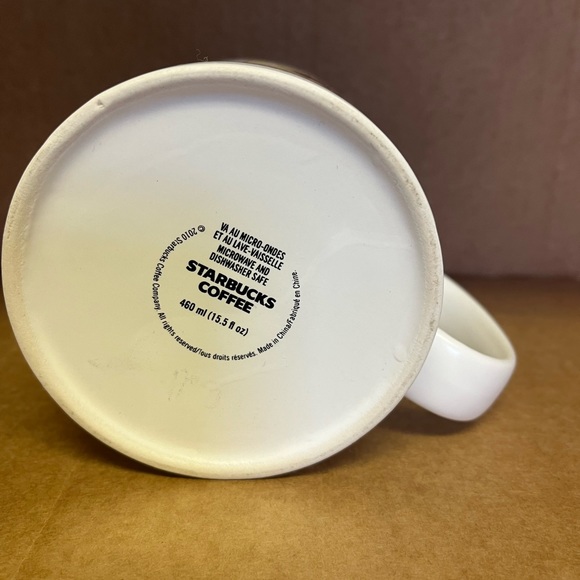 VA AU MICRO-ONDES
ET AU LAVE-VAISSELLE
MICROWAVE AND
DISHWASHER SAFE
STARBUCKS
COFFEE
460 ml (15.5 fl oz)
© 2010 Starbucks Coffee Company. All rights reserved/Tous droits réservés. Made in China/Fabriqué en Chine.